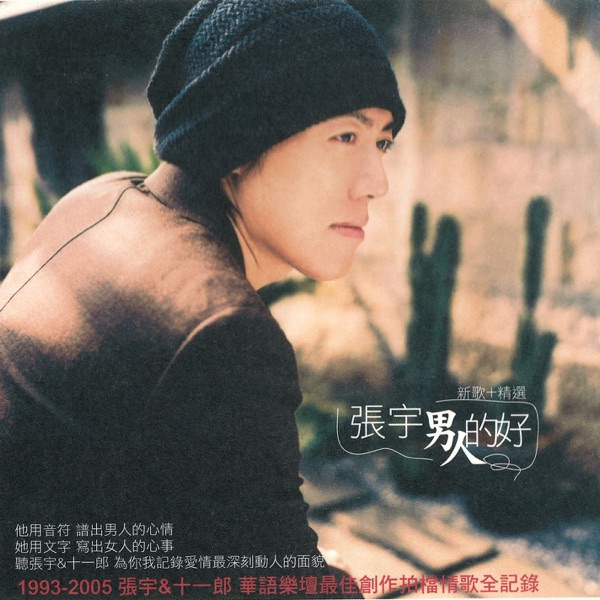 新歌+精選
張宇 男人的好
他用音符 譜出男人的心情
她用文字 寫出女人的心事
聽張宇&十一郎 為你我記錄愛情最深刻動人的面貌
1993-2005 張宇&十一郎 華語樂壇最佳創作拍檔情歌全記錄